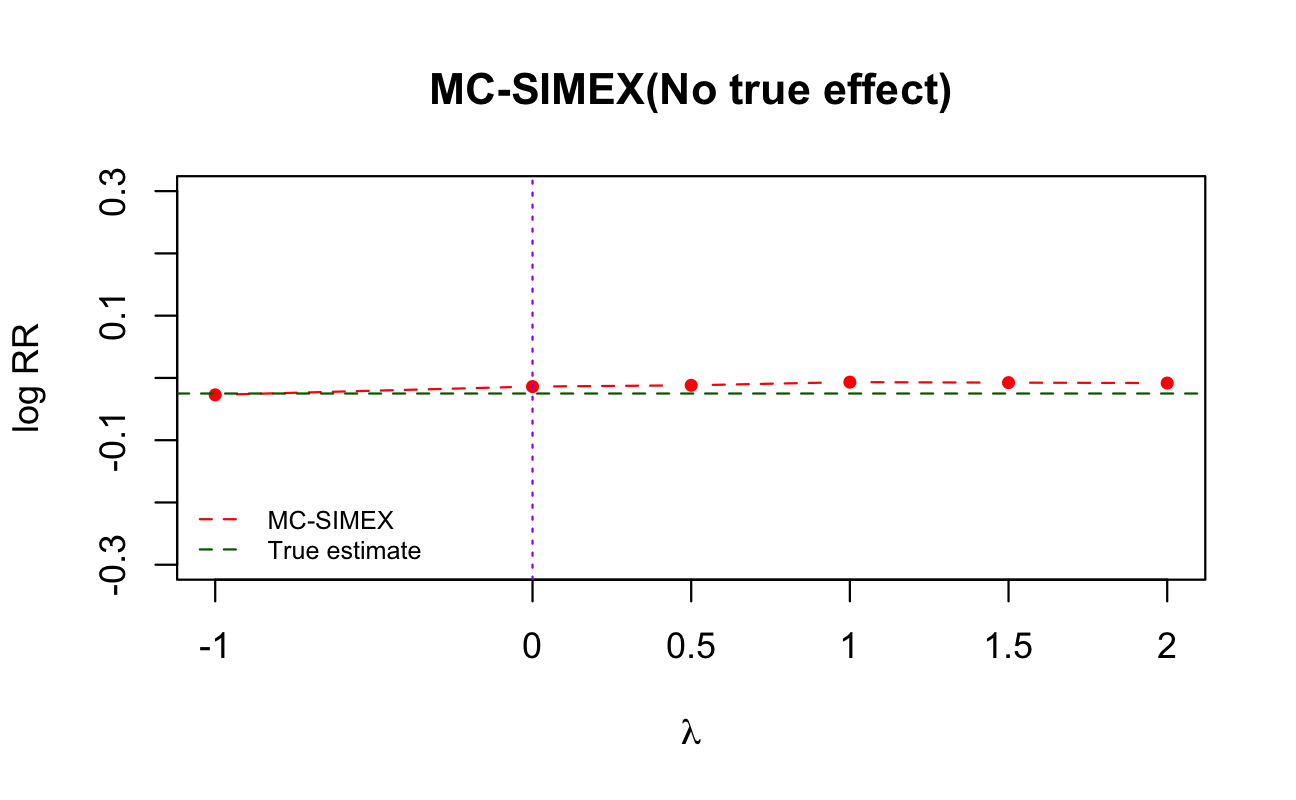 MC-SIMEX(No true effect)
log RR
0.3
0.1
-0.1
-0.3
MC-SIMEX
True estimate
-1 0 0.5 1 1.5 2
λ